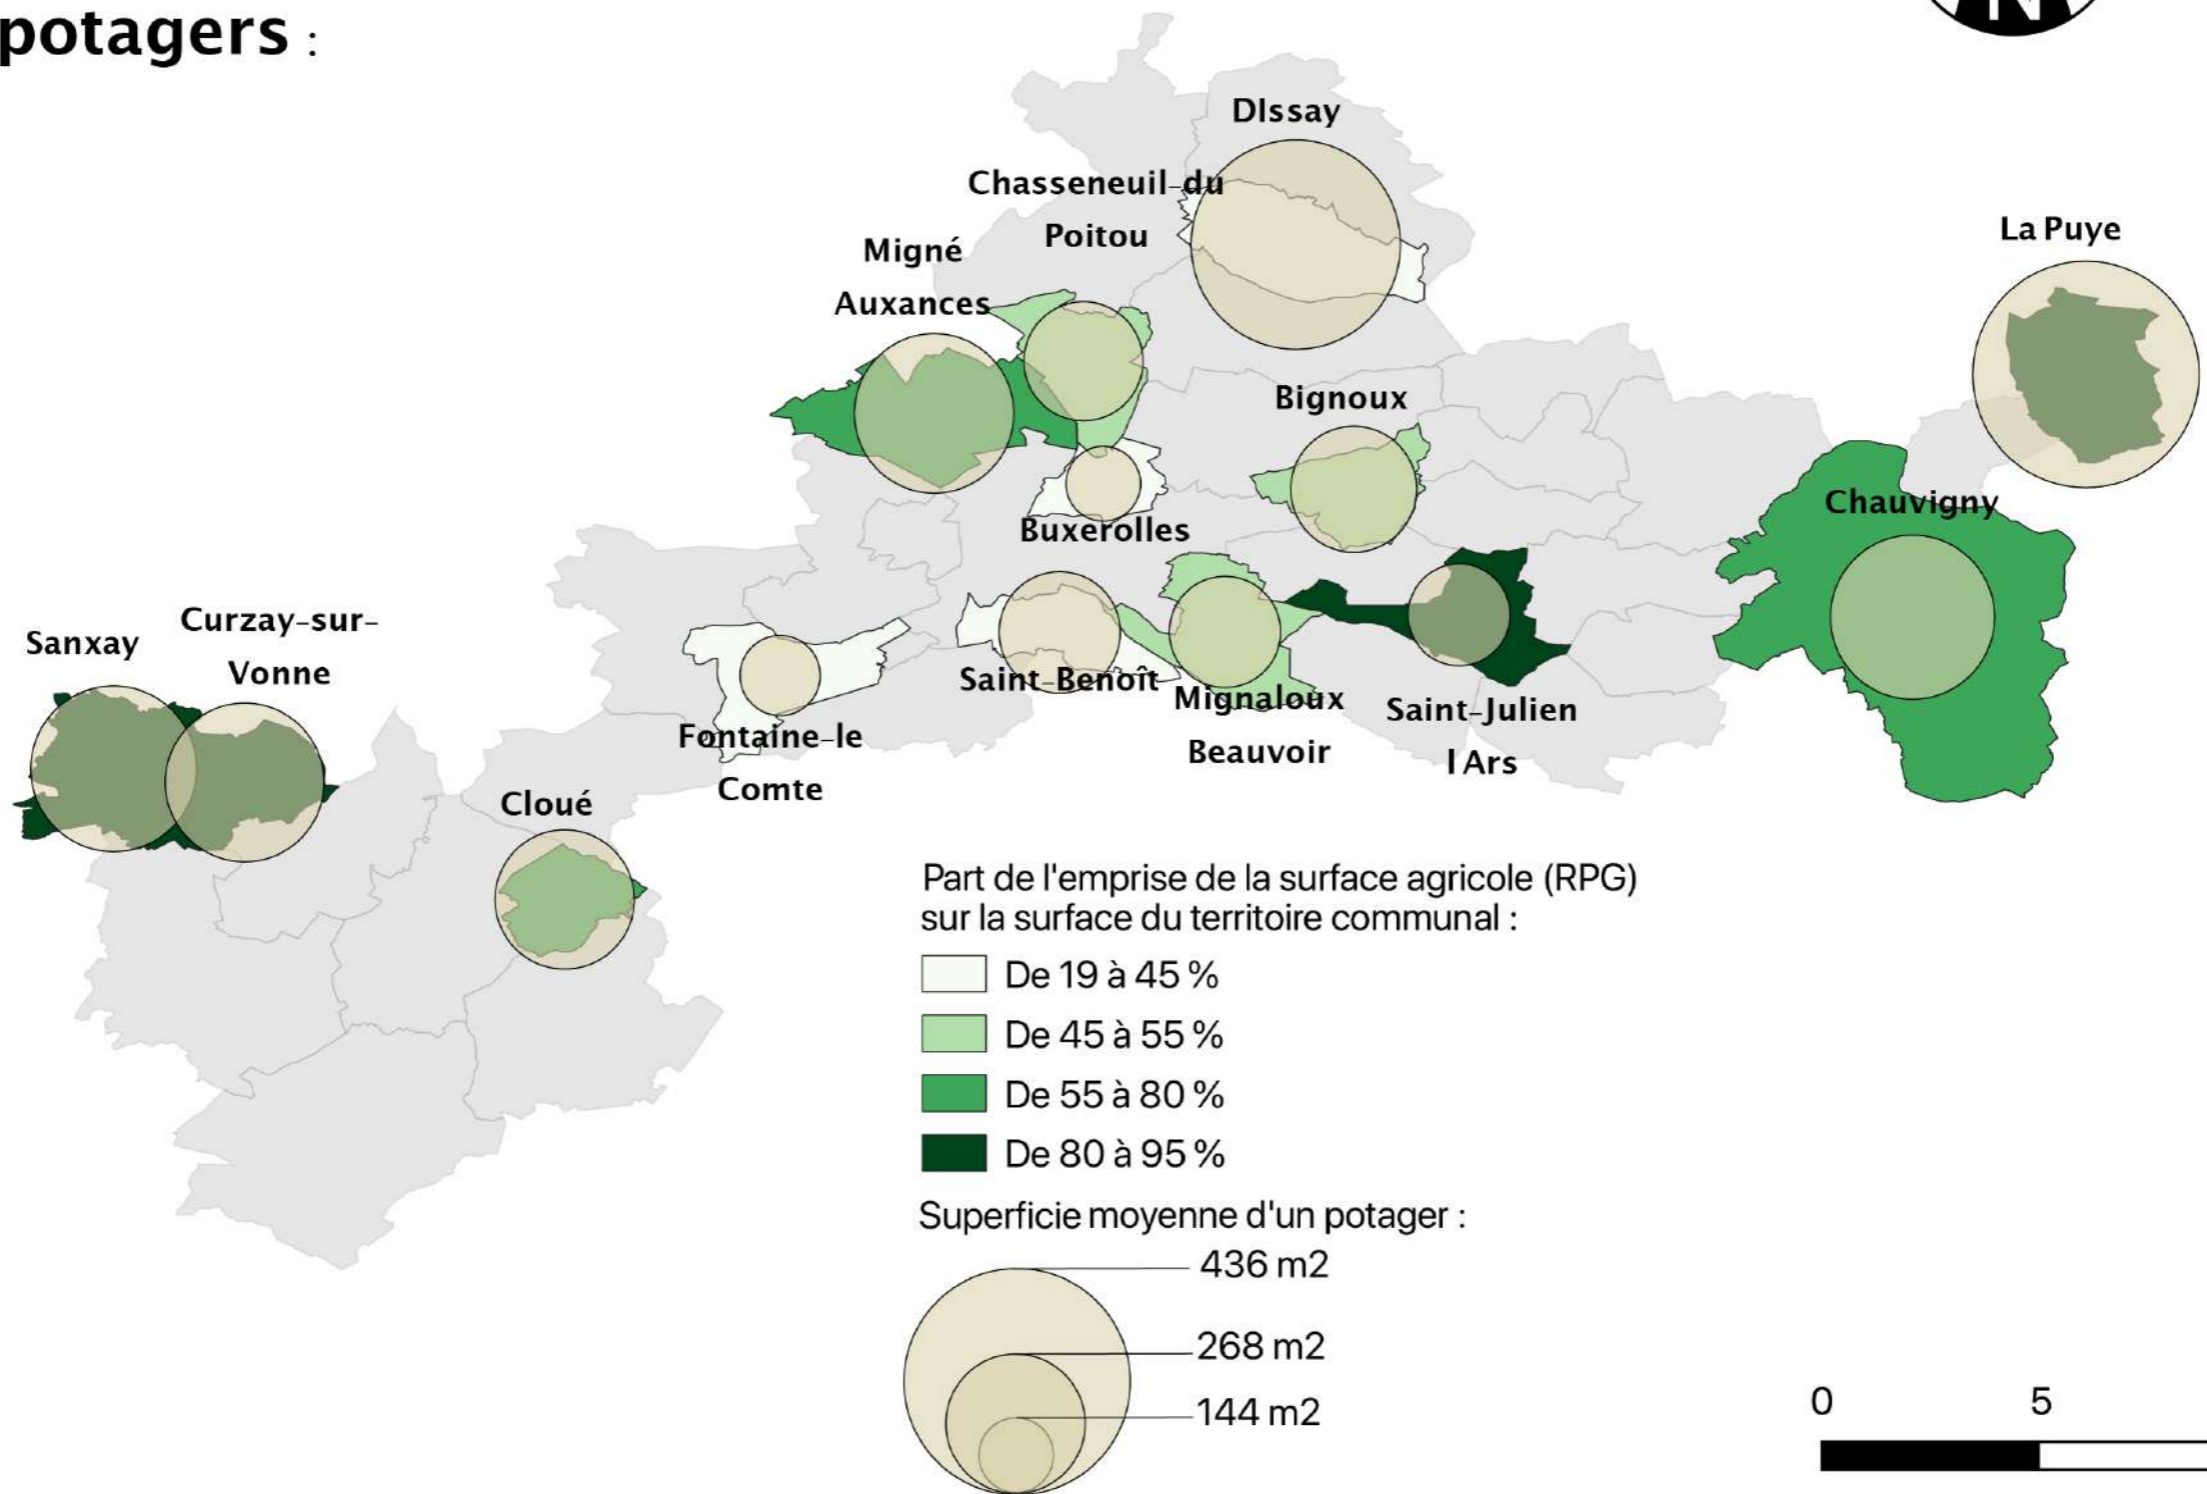 potagers :
N
DIssay
Chasseneuil-du
Poitou
Migné
Auxances
La Puye
Bignoux
Chauvigny
Buxerolles
Sanxay
Curzay-sur-
Vonne
Saint-Benoît
Mignaloux
Beauvoir
Saint-Julien
l Ars
Fontaine-le
Comte
Cloué
Part de l'emprise de la surface agricole (RPG)
sur la surface du territoire communal :
De 19 à 45 %
De 45 à 55 %
De 55 à 80 %
De 80 à 95 %
Superficie moyenne d'un potager :
436 m2
268 m2
144 m2
0 5